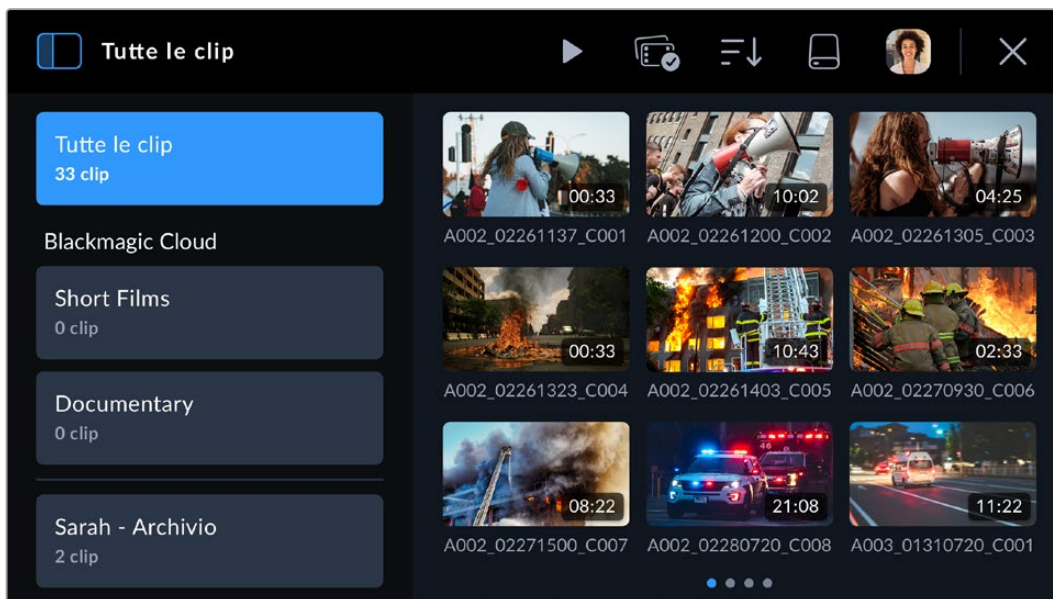 Tutte le clip
Tutte le clip
33 clip
Blackmagic Cloud
Short Films
0 clip
Documentary
0 clip
Sarah - Archivio
2 clip
00:33
10:02
04:25
A002_02261137_C001
A002_02261200_C002
A002_02261305_C003
00:33
10:43
02:33
A002_02261323_C004
A002_02261403_C005
A002_02270930_C006
46
08:22
21:08
11:22
A002_02271500_C007
A002_02280720_C008
A003_01310720_C001